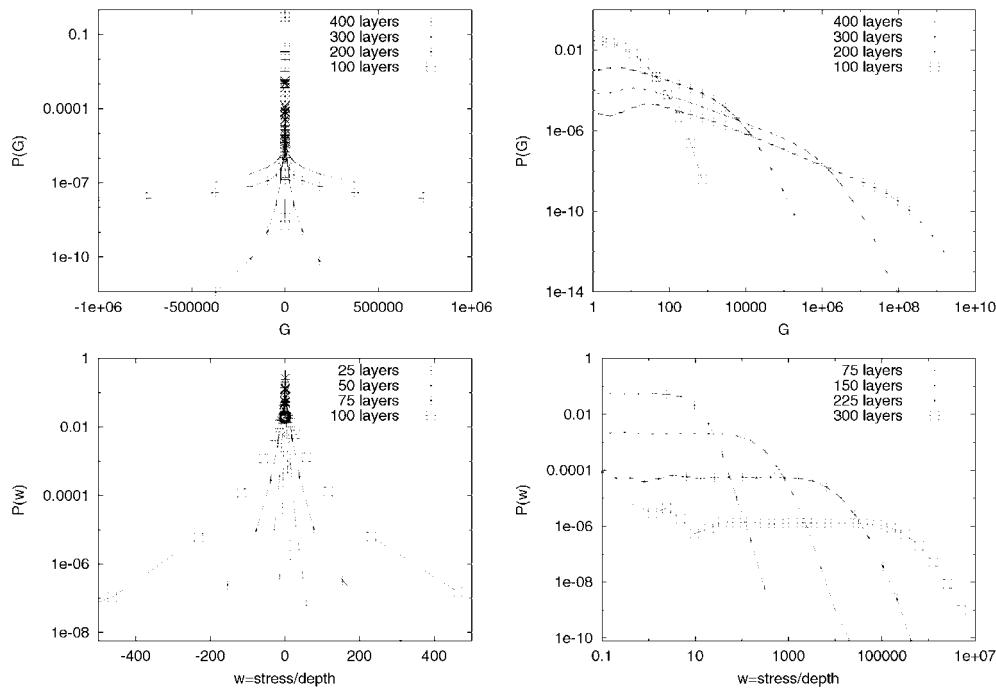 400 layers
300 layers
200 layers
100 layers
0.1
0.0001
1e-07
1e-10
P(G)
-1e+06
-500000
0
500000
1e+06
G
400 layers
300 layers
200 layers
100 layers
0.01
1e-06
1e-10
1e-14
P(G)
1
100
10000
1e+06
1e+08
1e+10
G
25 layers
50 layers
75 layers
100 layers
1
0.01
0.0001
1e-06
1e-08
P(w)
-400
-200
0
200
400
w=stress/depth
75 layers
150 layers
225 layers
300 layers
1
0.01
0.0001
1e-06
1e-08
1e-10
P(w)
0.1
10
1000
100000
1e+07
w=stress/depth